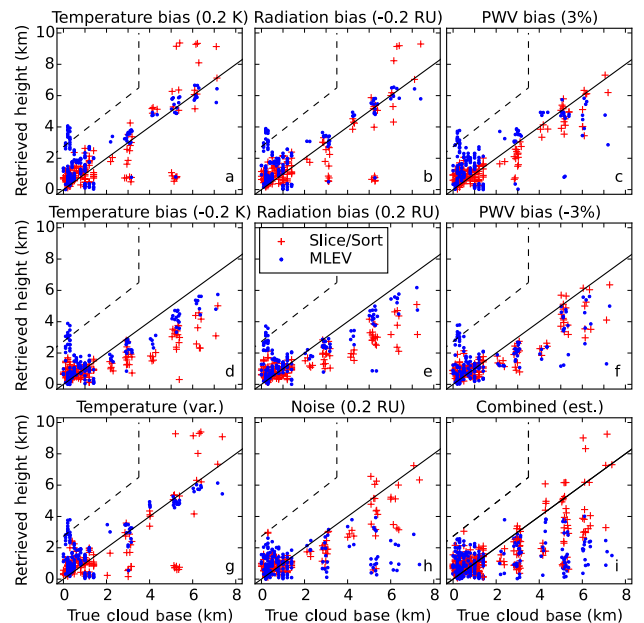 Temperature bias (0.2 K) Radiation bias (-0.2 RU) PWV bias (3%)
Retrieved height (km)
10
8
6
4
2
0
a b c
Temperature bias (-0.2 K) Radiation bias (0.2 RU) PWV bias (-3%)
Retrieved height (km)
10
8
6
4
2
0
Slice/Sort
MLEV
d e f
Temperature (var.) Noise (0.2 RU) Combined (est.)
Retrieved height (km)
10
8
6
4
2
0
g h i
0 2 4 6 8 0 2 4 6 8 0 2 4 6 8
True cloud base (km) True cloud base (km) True cloud base (km)